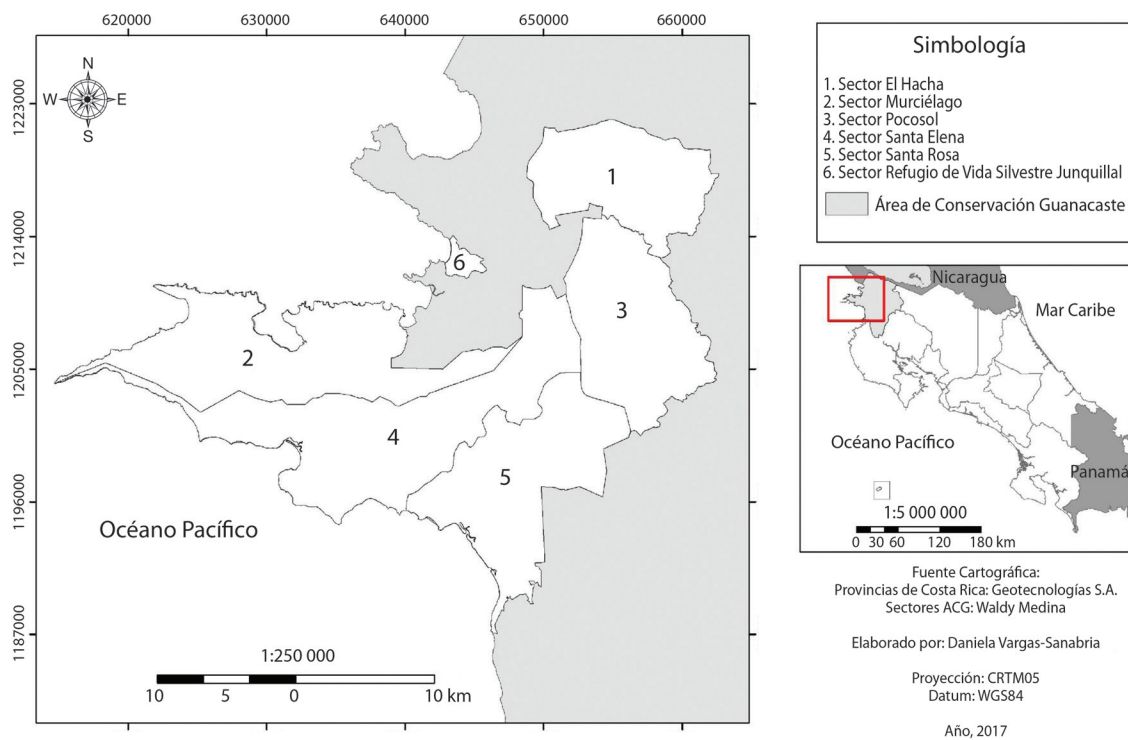 620000 630000 640000 650000 660000
1223000
1214000
1205000
1196000
1187000
N
W E
S
1
2
3
4
5
6
Océano Pacífico
1:250 000
10 5 0 10 km
Simbología
1. Sector El Hacha
2. Sector Murciélago
3. Sector Pocosol
4. Sector Santa Elena
5. Sector Santa Rosa
6. Sector Refugio de Vida Silvestre Junquillal
Área de Conservación Guanacaste
Nicaragua
Mar Caribe
Océano Pacífico
Panamá
1:5 000 000
0 30 60 120 180 km
Fuente Cartográfica:
Provincias de Costa Rica: Geotecnologías S.A.
Sectores ACG: Waldy Medina
Elaborado por: Daniela Vargas-Sanabria
Proyección: CRTM05
Datum: WGS84
Año, 2017